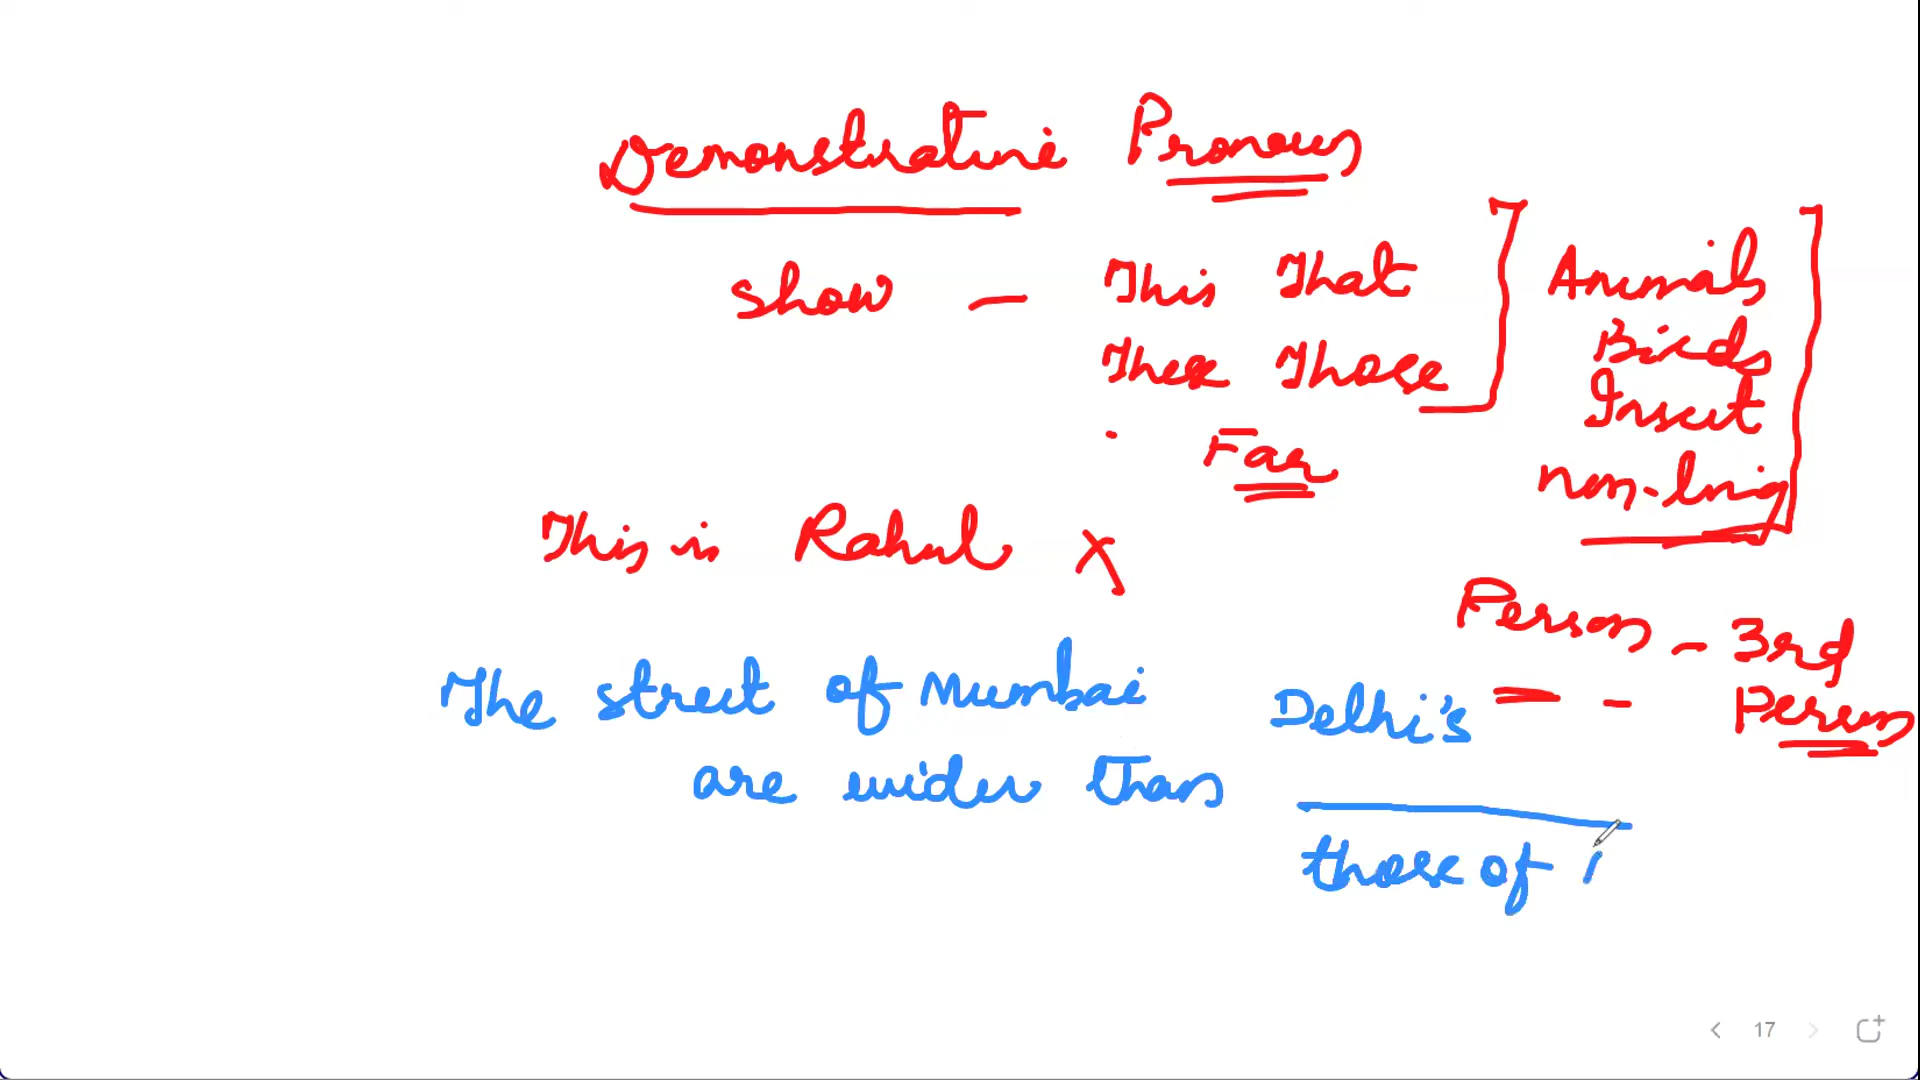 Demonstrative Pronoun
show - This That
These Those
Far
Animals
Birds
Insect
non-living
This is Rahul X
Person - 3rd
= - Person
The street of Mumbai
are wider than
Delhi's
those of
17